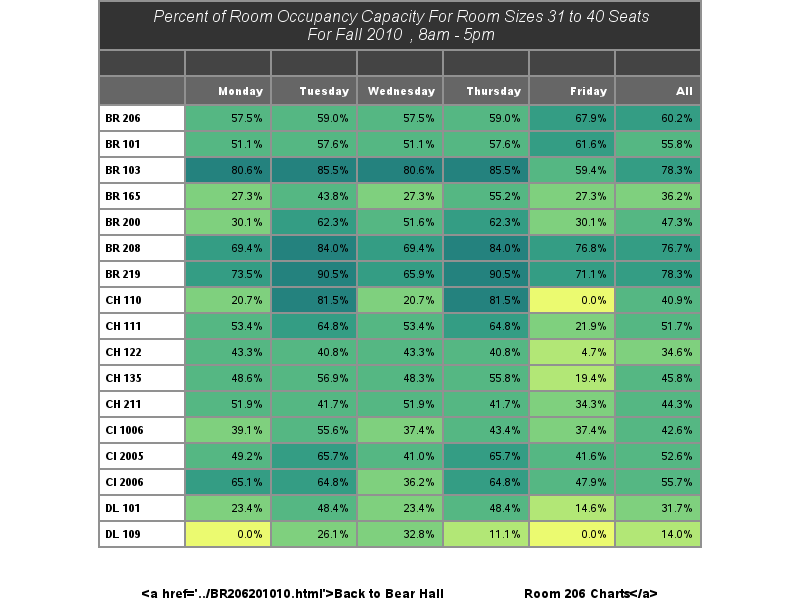 Percent of Room Occupancy Capacity For Room Sizes 31 to 40 Seats
For Fall 2010 , 8am - 5pm
Monday Tuesday Wednesday Thursday Friday All
BR 206 57.5% 59.0% 57.5% 59.0% 67.9% 60.2%
BR 101 51.1% 57.6% 51.1% 57.6% 61.6% 55.8%
BR 103 80.6% 85.5% 80.6% 85.5% 59.4% 78.3%
BR 165 27.3% 43.8% 27.3% 55.2% 27.3% 36.2%
BR 200 30.1% 62.3% 51.6% 62.3% 30.1% 47.3%
BR 208 69.4% 84.0% 69.4% 84.0% 76.8% 76.7%
BR 219 73.5% 90.5% 65.9% 90.5% 71.1% 78.3%
CH 110 20.7% 81.5% 20.7% 81.5% 0.0% 40.9%
CH 111 53.4% 64.8% 53.4% 64.8% 21.9% 51.7%
CH 122 43.3% 40.8% 43.3% 40.8% 4.7% 34.6%
CH 135 48.6% 56.9% 48.3% 55.8% 19.4% 45.8%
CH 211 51.9% 41.7% 51.9% 41.7% 34.3% 44.3%
CI 1006 39.1% 55.6% 37.4% 43.4% 37.4% 42.6%
CI 2005 49.2% 65.7% 41.0% 65.7% 41.6% 52.6%
CI 2006 65.1% 64.8% 36.2% 64.8% 47.9% 55.7%
DL 101 23.4% 48.4% 23.4% 48.4% 14.6% 31.7%
DL 109 0.0% 26.1% 32.8% 11.1% 0.0% 14.0%
<a href='../BR206201010.html'>Back to Bear Hall Room 206 Charts</a>